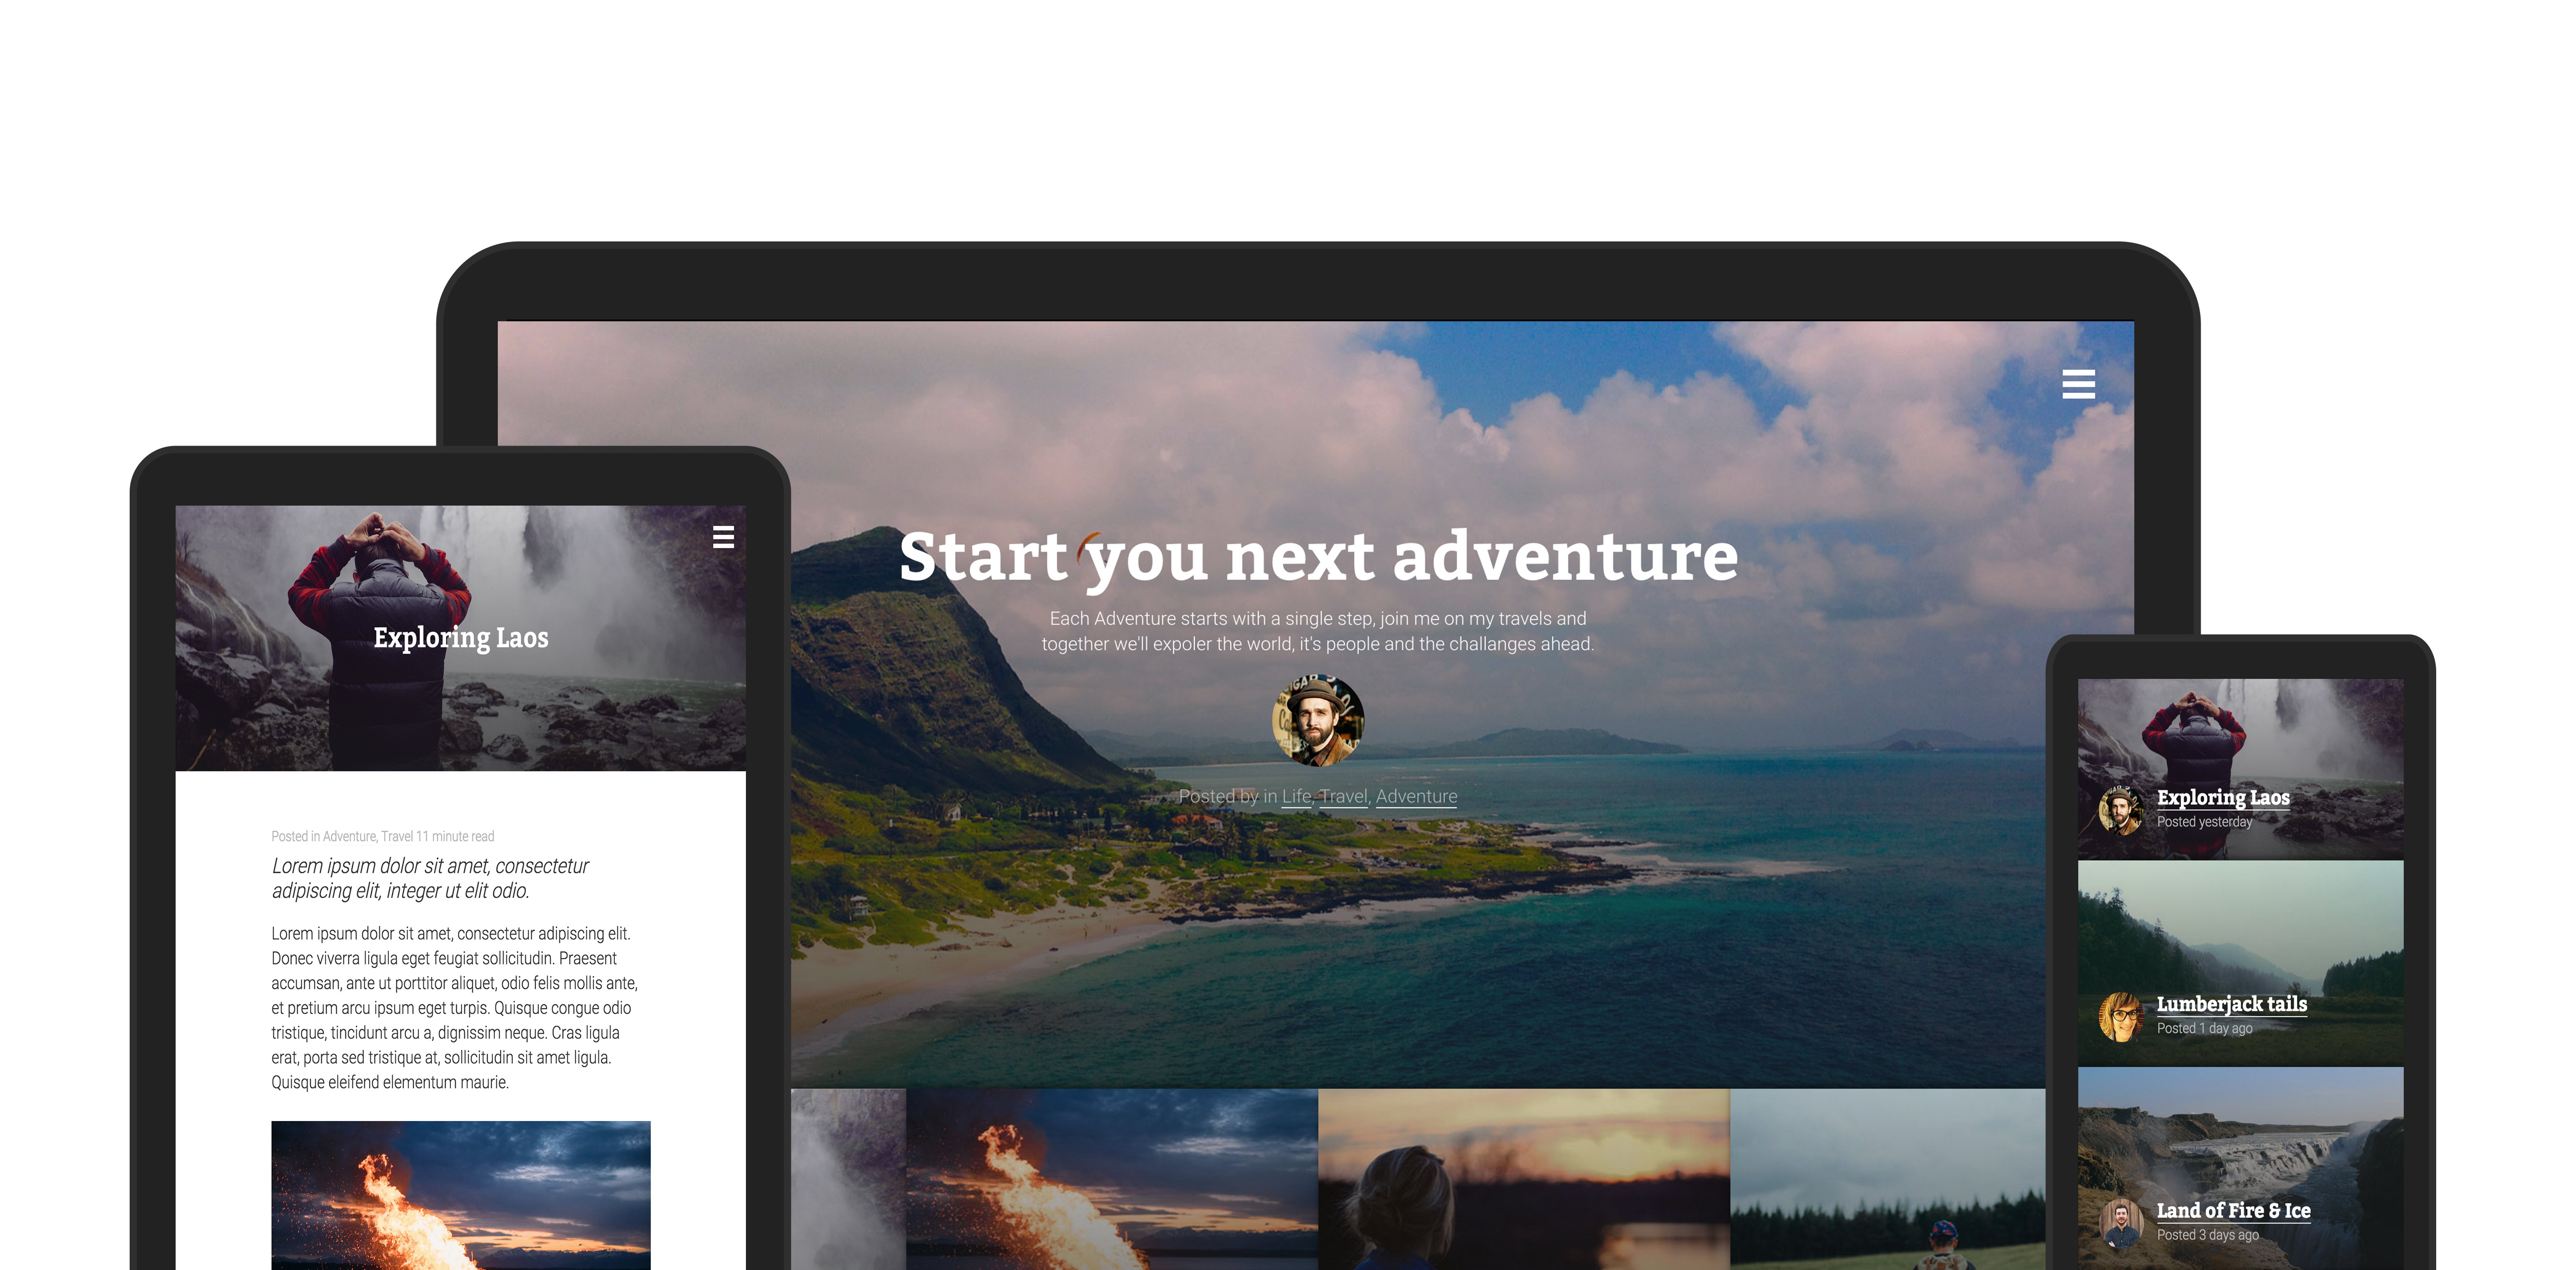 Start you next adventure
Each Adventure starts with a single step, join me on my travels and
together we'll expoler the world, it's people and the challanges ahead.
Posted by in Life, Travel, Adventure
Exploring Laos
Posted in Adventure, Travel 11 minute read
Lorem ipsum dolor sit amet, consectetur
adipiscing elit, integer ut elit odio.
Lorem ipsum dolor sit amet, consectetur adipiscing elit.
Donec viverra ligula eget feugiat sollicitudin. Praesent
accumsan, ante ut porttitor aliquet, odio felis mollis ante,
et pretium arcu ipsum eget turpis. Quisque congue odio
tristique, tincidunt arcu a, dignissim neque. Cras ligula
erat, porta sed tristique at, sollicitudin sit amet ligula.
Quisque eleifend elementum maurie.
Exploring Laos
Posted yesterday
Lumberjack tails
Posted 1 day ago
Land of Fire & Ice
Posted 3 days ago